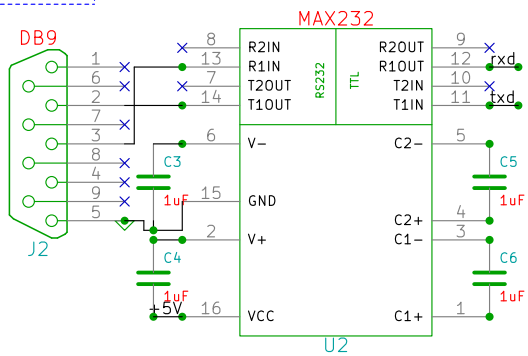 MAX232
DB9
1
6
2
7
3
8
4
9
5
J2
8 R2IN R2OUT 9
13 R1IN R1OUT 12 rxd
7 T2OUT T2IN 10
14 T1OUT T1IN 11 txd
RS232 TTL
6 V- C2- 5
C3 C5
1uF 1uF
15 GND
C2+ 4
2 V+ C1- 3
C4 C6
1uF 1uF
+5V 16 VCC C1+ 1
U2